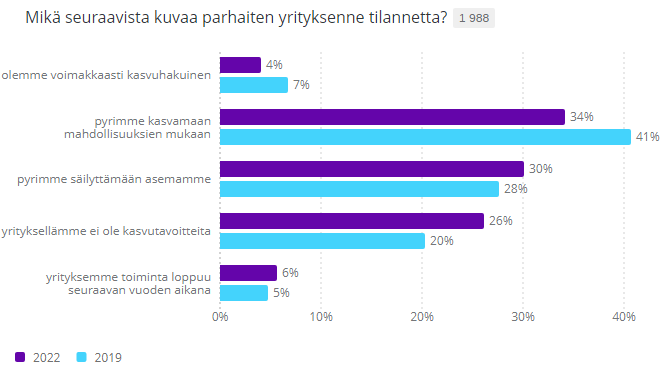 Mikä seuraavista kuvaa parhaiten yrityksenne tilannetta? 1 988
olemme voimakkaasti kasvuhakuinen
4%
7%
pyrimme kasvamaan
mahdollisuuksien mukaan
34%
41%
pyrimme säilyttämään asemamme
30%
28%
yrityksellämme ei ole kasvutavoitteita
26%
20%
yrityksemme toiminta loppuu
seuraavan vuoden aikana
6%
5%
0% 10% 20% 30% 40%
2022 2019